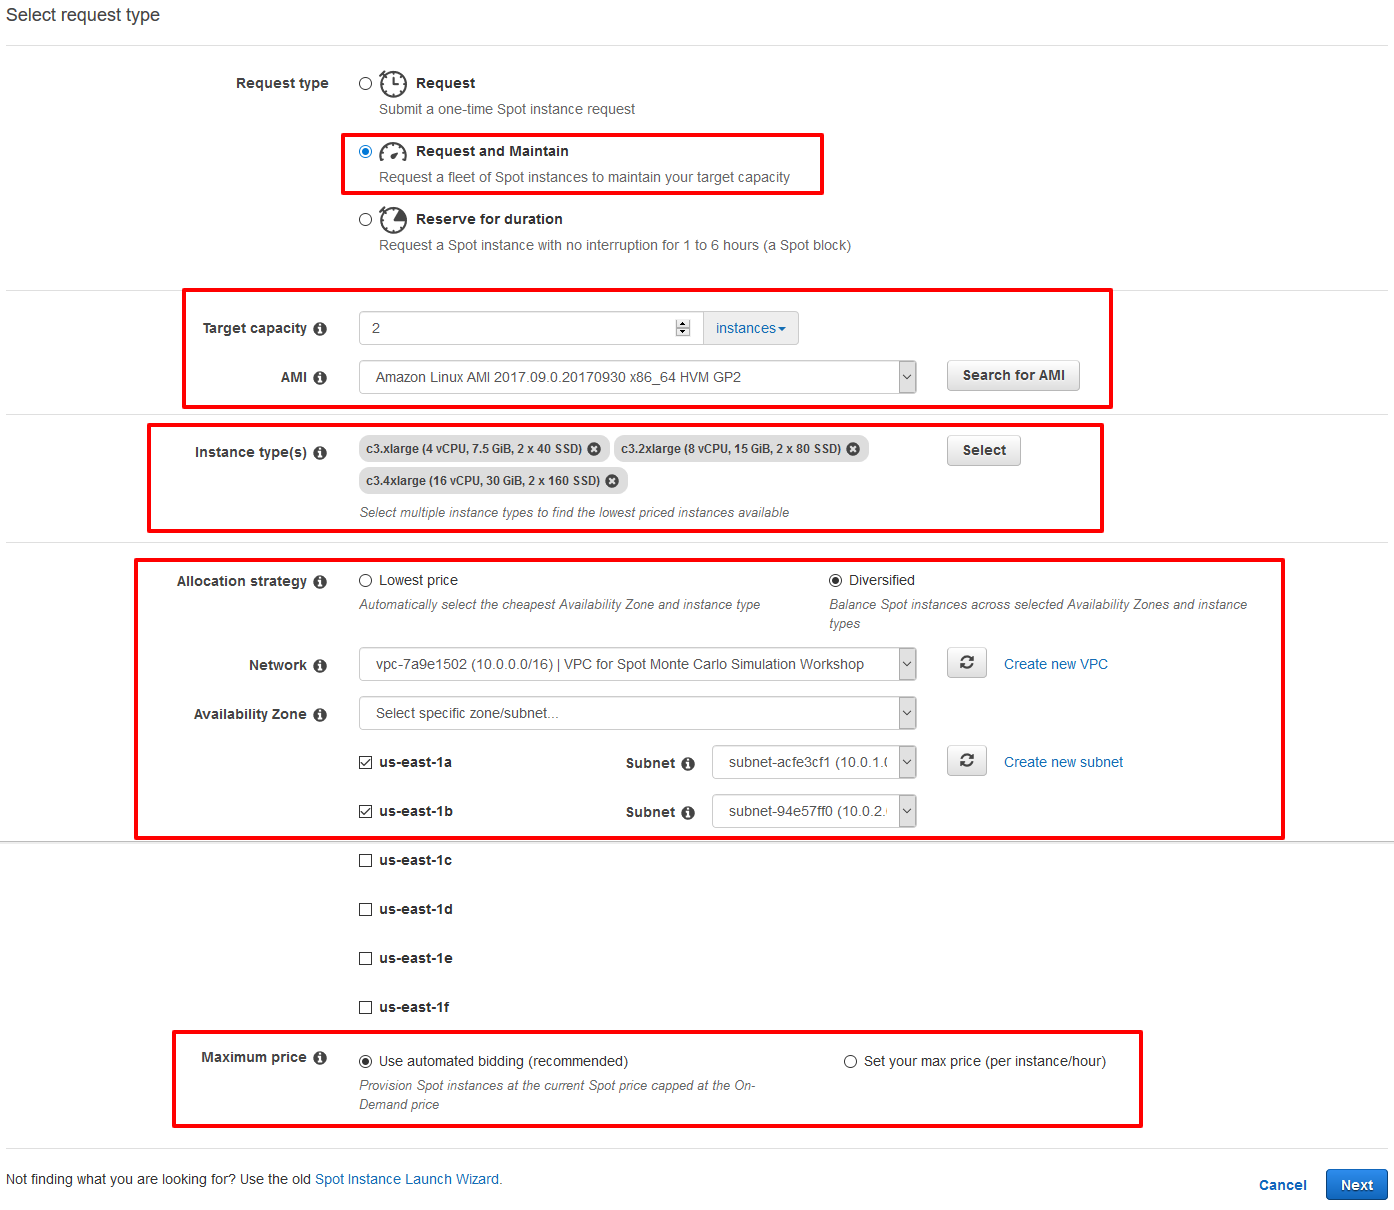 Select request type
Request type
Request
Submit a one-time Spot instance request
Request and Maintain
Request a fleet of Spot instances to maintain your target capacity
Reserve for duration
Request a Spot instance with no interruption for 1 to 6 hours (a Spot block)
Target capacity 2 instances
AMI Amazon Linux AMI 2017.09.0.20170930 x86_64 HVM GP2 Search for AMI
Instance type(s) c3.xlarge (4 vCPU, 7.5 GiB, 2 x 40 SSD) c3.2xlarge (8 vCPU, 15 GiB, 2 x 80 SSD) Select
c3.4xlarge (16 vCPU, 30 GiB, 2 x 160 SSD)
Select multiple instance types to find the lowest priced instances available
Allocation strategy Lowest price Diversified
Automatically select the cheapest Availability Zone and instance type Balance Spot instances across selected Availability Zones and instance
types
Network vpc-7a9e1502 (10.0.0.0/16) | VPC for Spot Monte Carlo Simulation Workshop Create new VPC
Availability Zone Select specific zone/subnet...
us-east-1a Subnet subnet-acfe3cf1 (10.0.1.0 Create new subnet
us-east-1b Subnet subnet-94e57ff0 (10.0.2.
us-east-1c
us-east-1d
us-east-1e
us-east-1f
Maximum price Use automated bidding (recommended) Set your max price (per instance/hour)
Provision Spot instances at the current Spot price capped at the On-
Demand price
Not finding what you are looking for? Use the old Spot Instance Launch Wizard.
Cancel Next